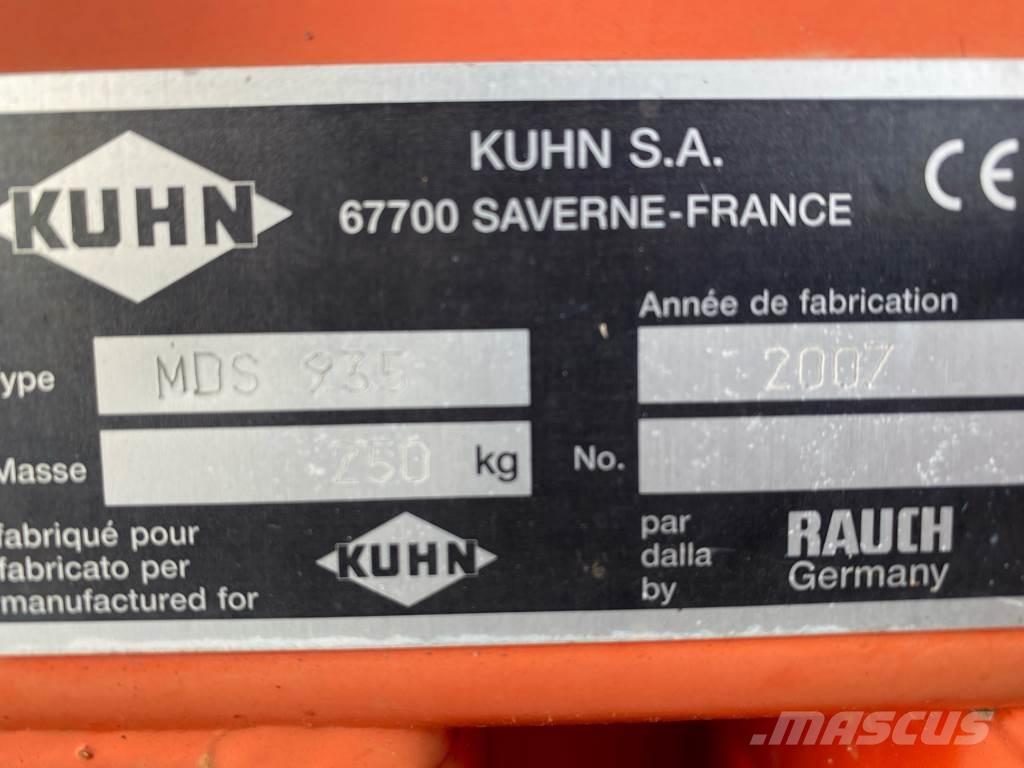 KUHN
KUHN S.A.
67700 SAVERNE-FRANCE
CE
Année de fabrication
MDS 935
2007
Masse 250 kg
No.
fabriqué pour
fabricato per
manufactured for
KUHN
par
dalla
by
RAUCH
Germany
MASCUS